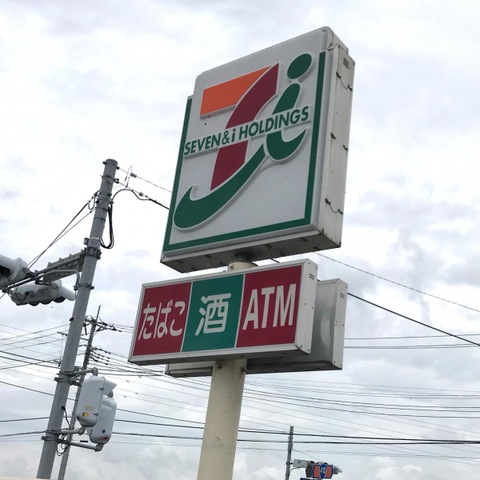 SEVEN&i HOLDINGS
たばこ 酒 ATM